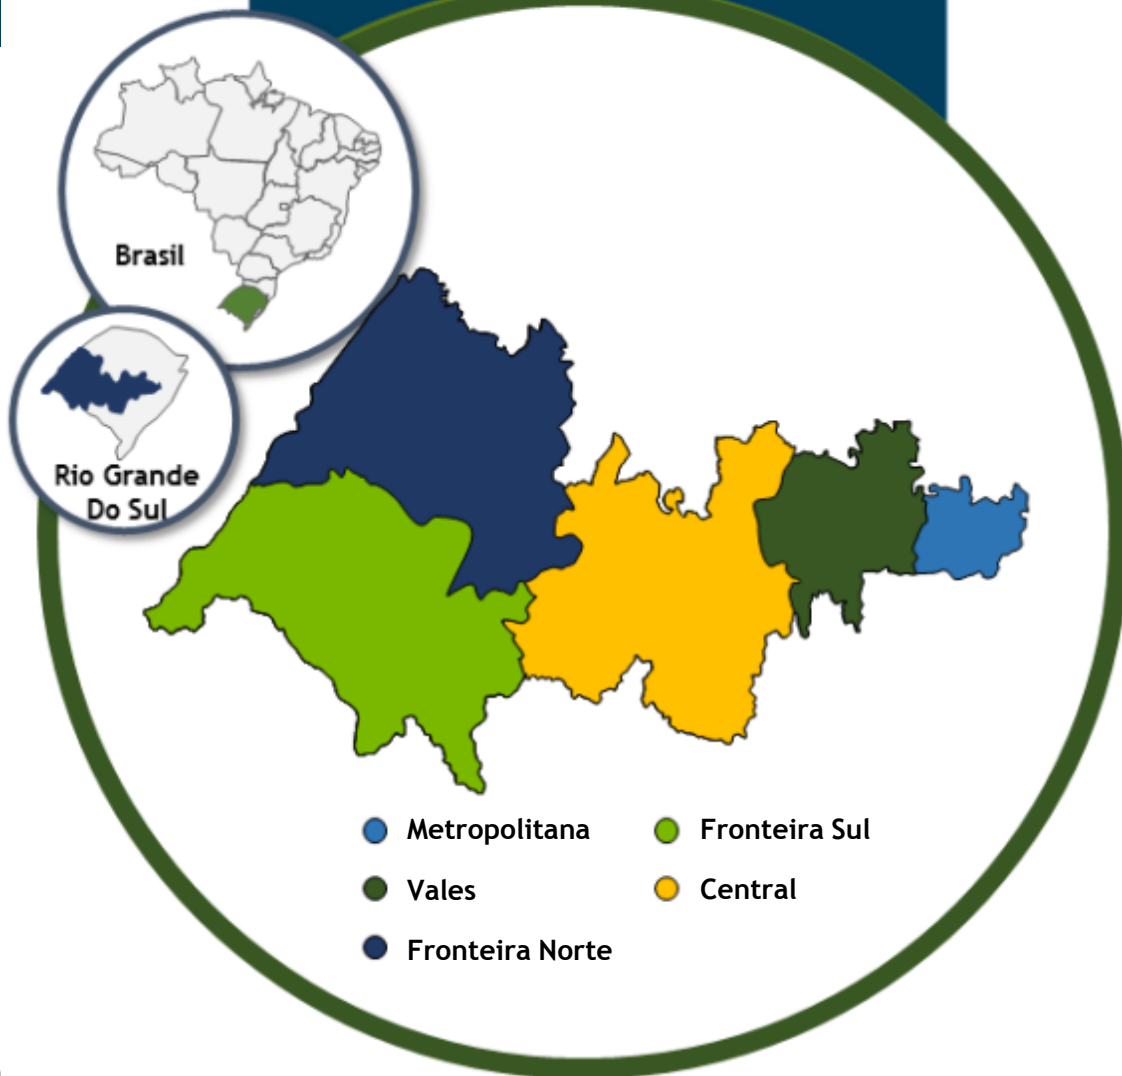 Brasil
Rio Grande
Do Sul
Metropolitana
Fronteira Sul
Vales
Central
Fronteira Norte